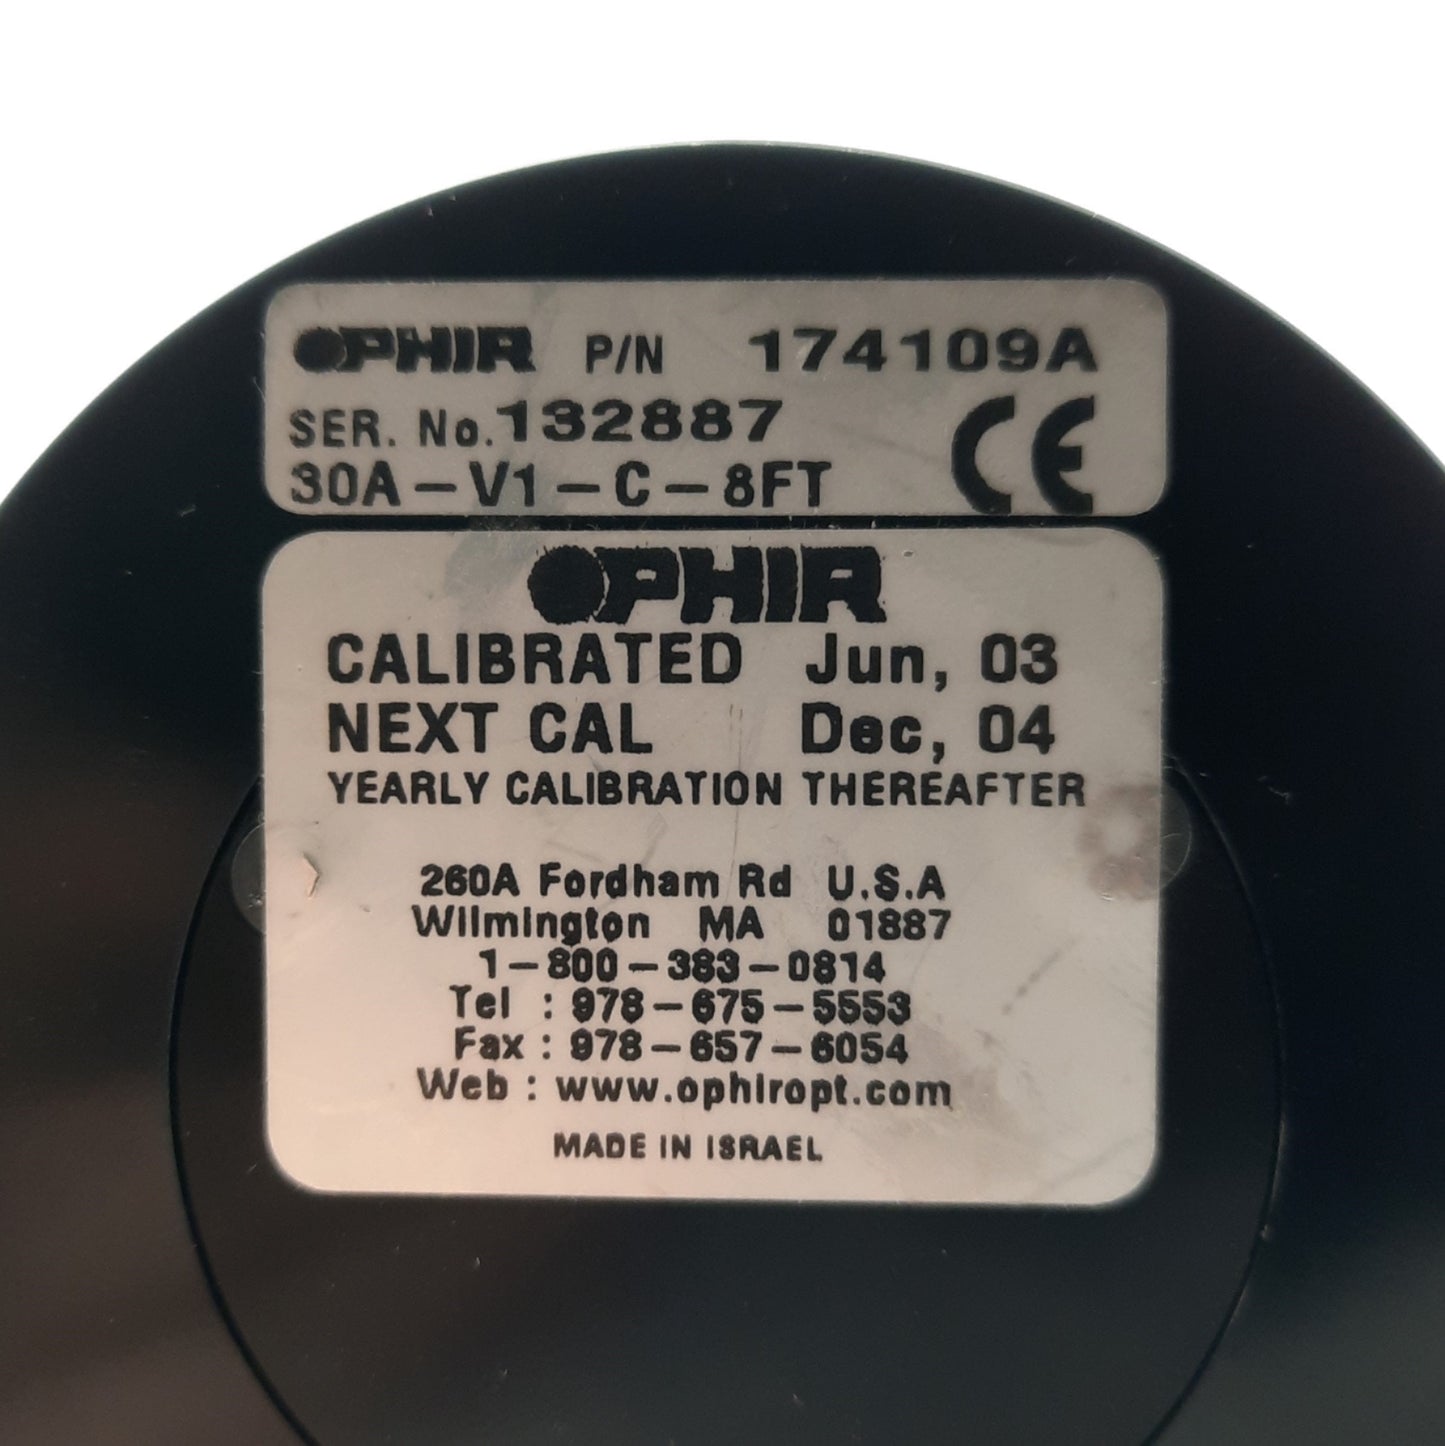 OPHIR P/N 174109A
SER. No. 132887
30A-V1-C-8FT CE
OPHIR
CALIBRATED Jun, 03
NEXT CAL Dec, 04
YEARLY CALIBRATION THEREAFTER
260A Fordham Rd U.S.A
Wilmington MA 01887
1-800-383-0814
Tel : 978-675-5553
Fax : 978-657-6054
Web : www.ophiropt.com
MADE IN ISRAEL